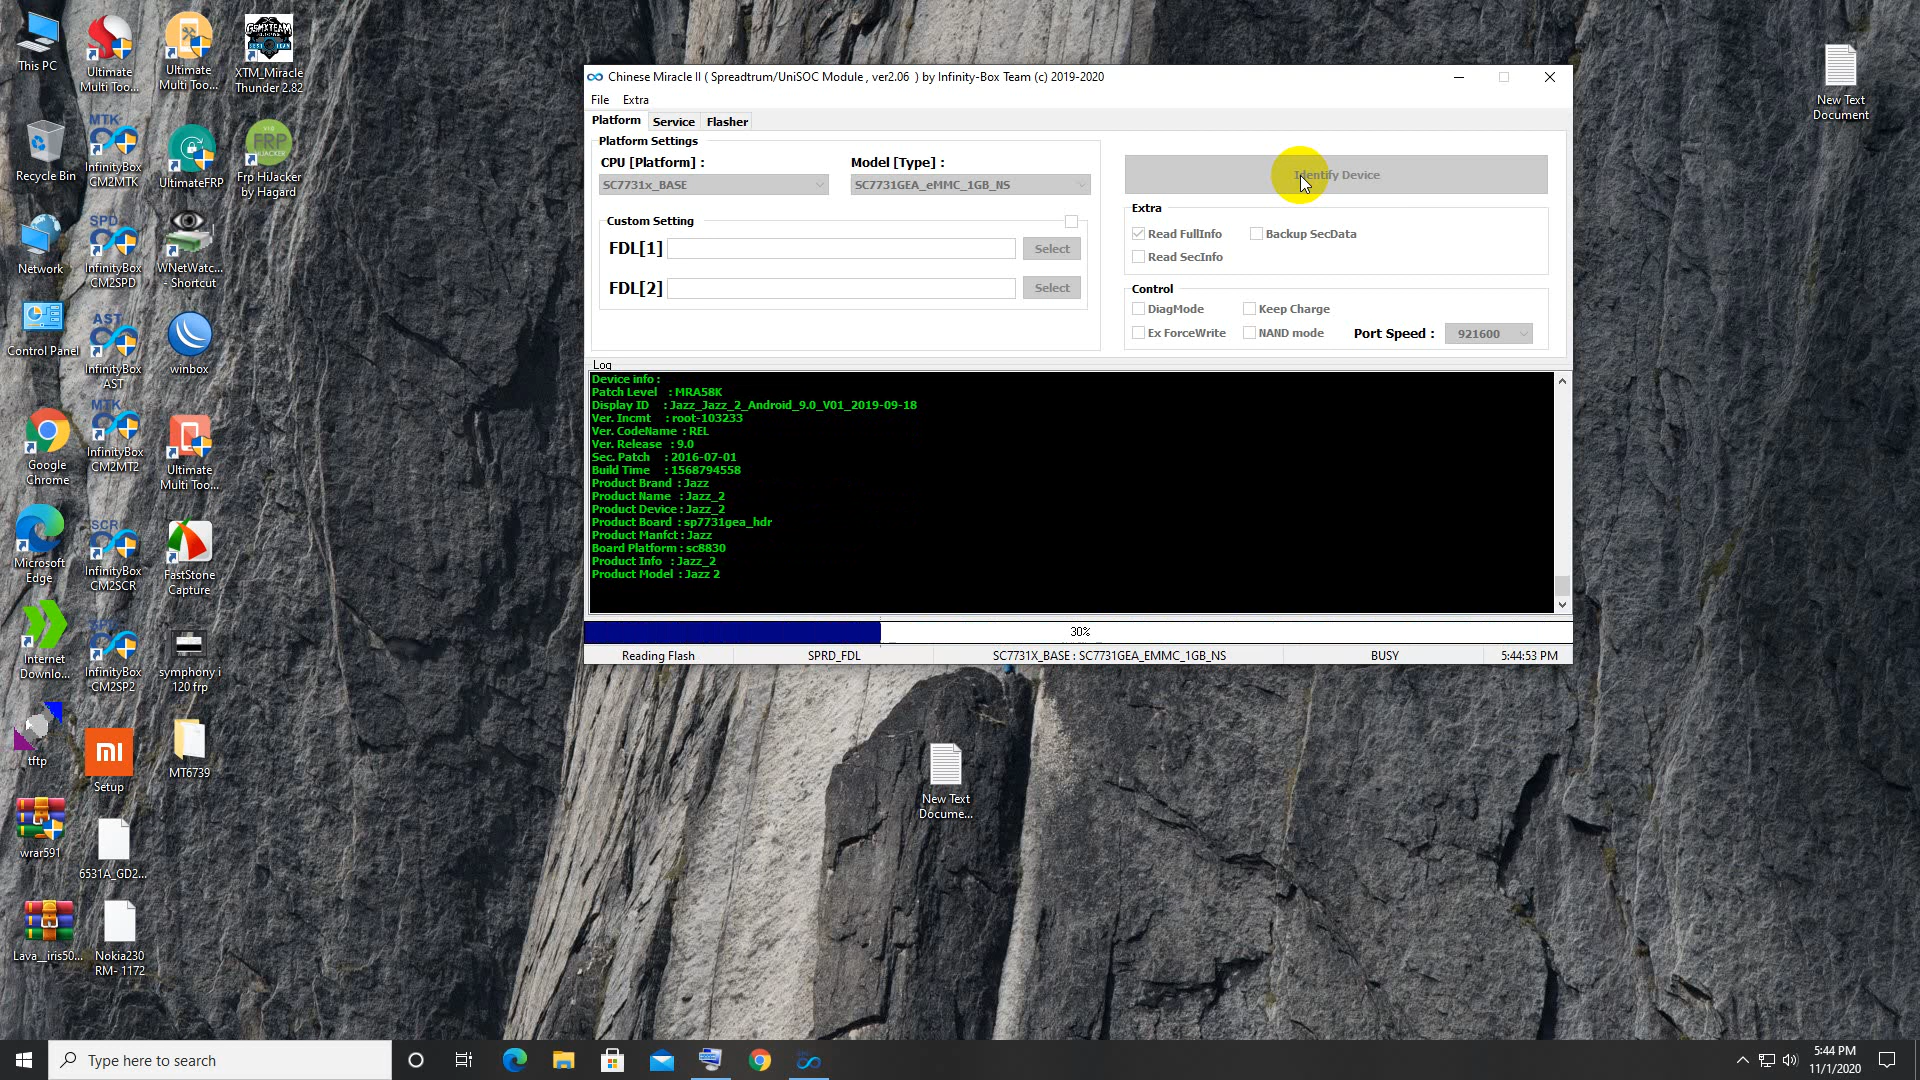 This PC
Ultimate
Multi Too...
Ultimate
Multi Too...
XTM_Miracle
Thunder 2.82
Recycle Bin
MTK
InfinityBox
CM2MTK
UltimateFRP
FRP
HIJACKER
Frp HiJacker
by Hagard
Network
SPD
InfinityBox
CM2SPD
WNetWatc...
- Shortcut
Control Panel
AST
InfinityBox
AST
winbox
Google
Chrome
MTK
InfinityBox
CM2MT2
Ultimate
Multi Too...
Microsoft
Edge
SCR
InfinityBox
CM2SCR
FastStone
Capture
Internet
Downlo...
InfinityBox
CM2SP2
symphony i
120 frp
tftp
mi
Setup
MT6739
wrar591
6531A_GD2...
Lava_iris50...
Nokia230
RM- 1172
New Text
Document
New Text
Docume...
Chinese Miracle II ( Spreadtrum/UniSOC Module , ver2.06 ) by Infinity-Box Team (c) 2019-2020
File Extra
Platform Service Flasher
Platform Settings
CPU [Platform] : Model [Type] :
SC7731x_BASE SC7731GEA_eMMC_1GB_NS
Custom Setting
FDL[1] Select
FDL[2] Select
Identify Device
Extra
Read FullInfo Backup SecData
Read SecInfo
Control
DiagMode Keep Charge
Ex ForceWrite NAND mode Port Speed : 921600
Log
Device info :
Patch Level : MRA58K
Display ID : Jazz_Jazz_2_Android_9.0_V01_2019-09-18
Ver. Incmt : root-103233
Ver. CodeName : REL
Ver. Release : 9.0
Sec. Patch : 2016-07-01
Build Time : 1568794558
Product Brand : Jazz
Product Name : Jazz_2
Product Device : Jazz_2
Product Board : sp7731gea_hdr
Product Manfct : Jazz
Board Platform : sc8830
Product Info : Jazz_2
Product Model : Jazz 2
30%
Reading Flash SPRD_FDL SC7731X_BASE : SC7731GEA_EMMC_1GB_NS BUSY 5:44:53 PM
Type here to search
5:44 PM
11/1/2020